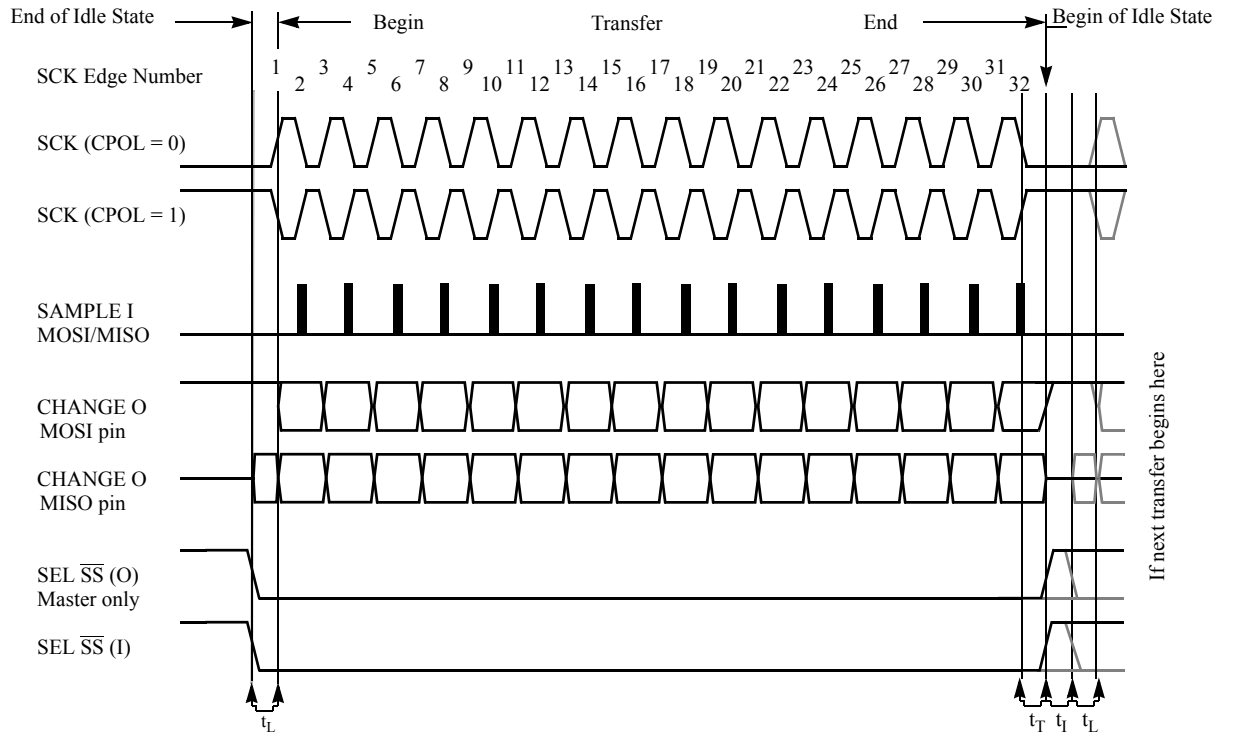 End of Idle State
Begin
Transfer
End
Begin of Idle State
SCK Edge Number
1 3 5 7 9 11 13 15 17 19 21 23 25 27 29 31
2 4 6 8 10 12 14 16 18 20 22 24 26 28 30 32
SCK (CPOL = 0)
SCK (CPOL = 1)
SAMPLE I
MOSI/MISO
CHANGE O
MOSI pin
CHANGE O
MISO pin
SEL S̅S̅ (O)
Master only
SEL S̅S̅ (I)
tL
tT tI tL
If next transfer begins here